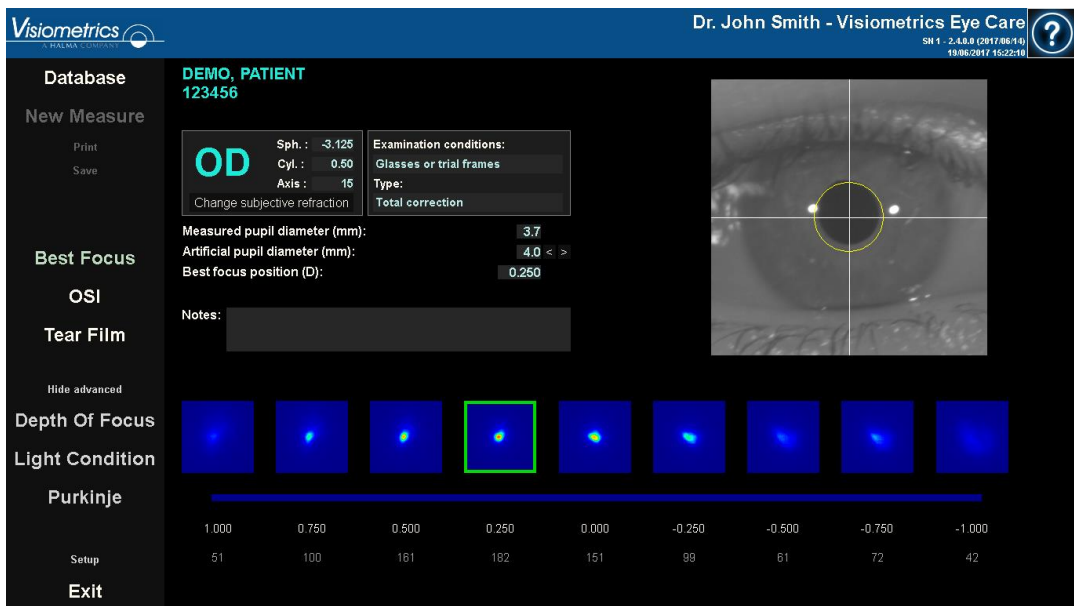 Visiometrics
A HALMA COMPANY
Dr. John Smith - Visiometrics Eye Care
SN 1 - 2.4.0.0 (2017/06/14)
19/06/2017 15:22:10
?
Database
New Measure
Print
Save
Best Focus
OSI
Tear Film
Hide advanced
Depth Of Focus
Light Condition
Purkinje
Setup
Exit
DEMO, PATIENT
123456
OD
Sph. : -3.125
Cyl. : 0.50
Axis : 15
Change subjective refraction
Examination conditions:
Glasses or trial frames
Type:
Total correction
Measured pupil diameter (mm): 3.7
Artificial pupil diameter (mm): 4.0 < >
Best focus position (D): 0.250
Notes:
1.000 0.750 0.500 0.250 0.000 -0.250 -0.500 -0.750 -1.000
51 100 161 182 151 99 61 72 42